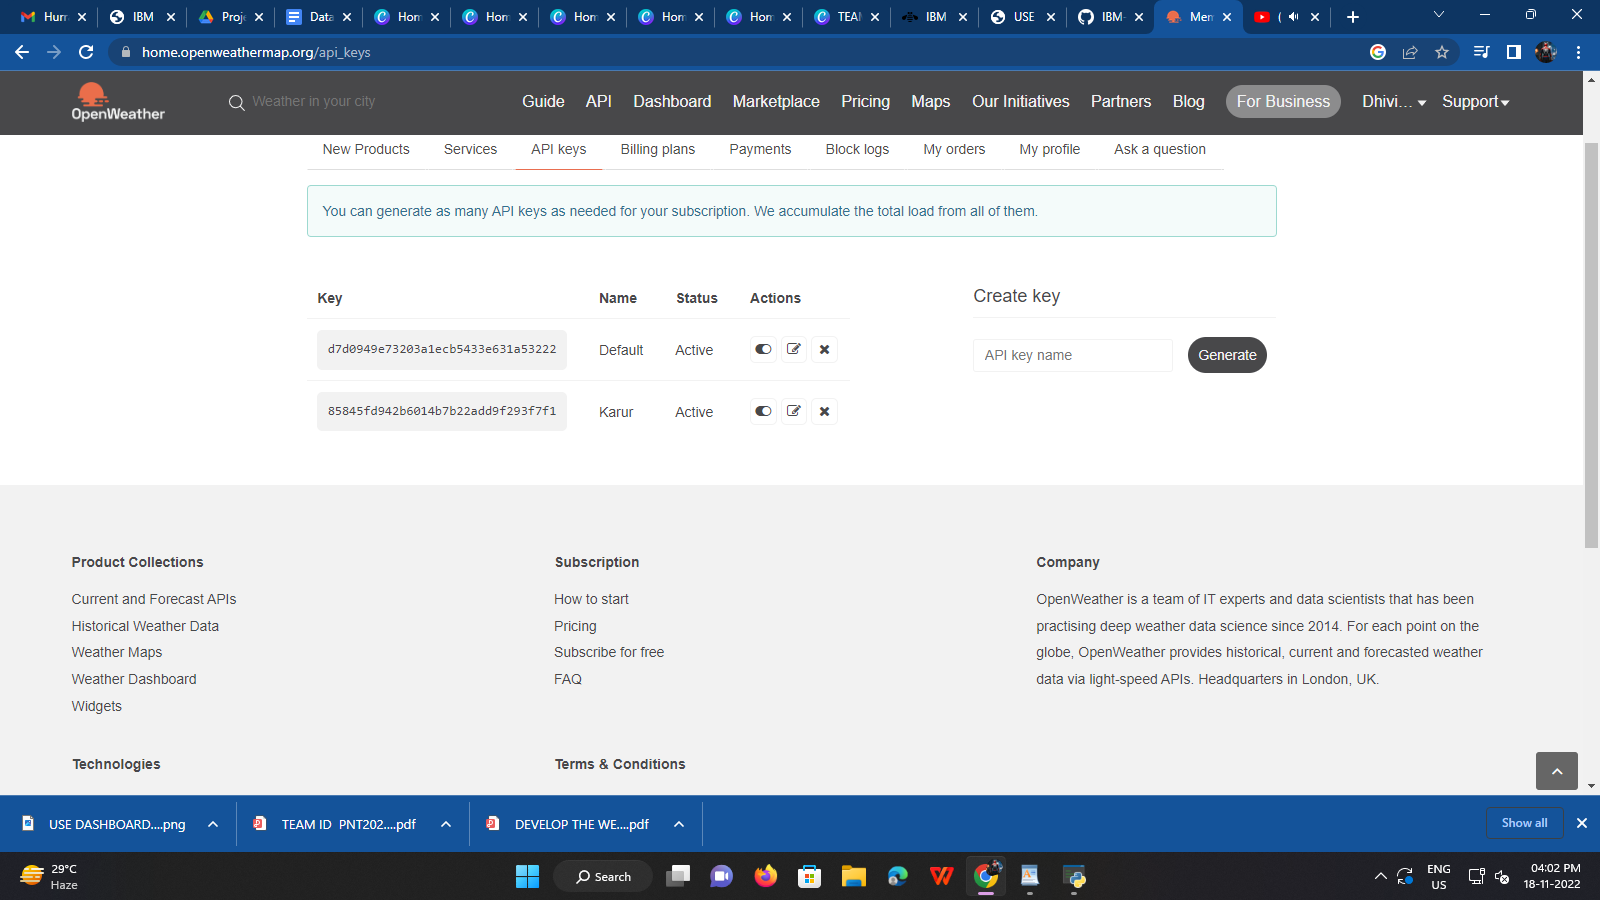 Hurr
IBM
Proje
Data
Hom
Hom
Hom
Hom
Hom
TEAM
IBM
USE
IBM-
Mem
(
home.openweathermap.org/api_keys
OpenWeather
Weather in your city
Guide API Dashboard Marketplace Pricing Maps Our Initiatives Partners Blog For Business Dhivi... Support
New Products Services API keys Billing plans Payments Block logs My orders My profile Ask a question
You can generate as many API keys as needed for your subscription. We accumulate the total load from all of them.
Key Name Status Actions
d7d0949e73203a1ecb5433e631a53222 Default Active
85845fd942b6014b7b22add9f293f7f1 Karur Active
Create key
API key name Generate
Product Collections
Current and Forecast APIs
Historical Weather Data
Weather Maps
Weather Dashboard
Widgets
Subscription
How to start
Pricing
Subscribe for free
FAQ
Company
OpenWeather is a team of IT experts and data scientists that has been
practising deep weather data science since 2014. For each point on the
globe, OpenWeather provides historical, current and forecasted weather
data via light-speed APIs. Headquarters in London, UK.
Technologies
Terms & Conditions
USE DASHBOARD....png
TEAM ID PNT202....pdf
DEVELOP THE WE....pdf
Show all
29°C
Haze
Search
ENG
US
04:02 PM
18-11-2022